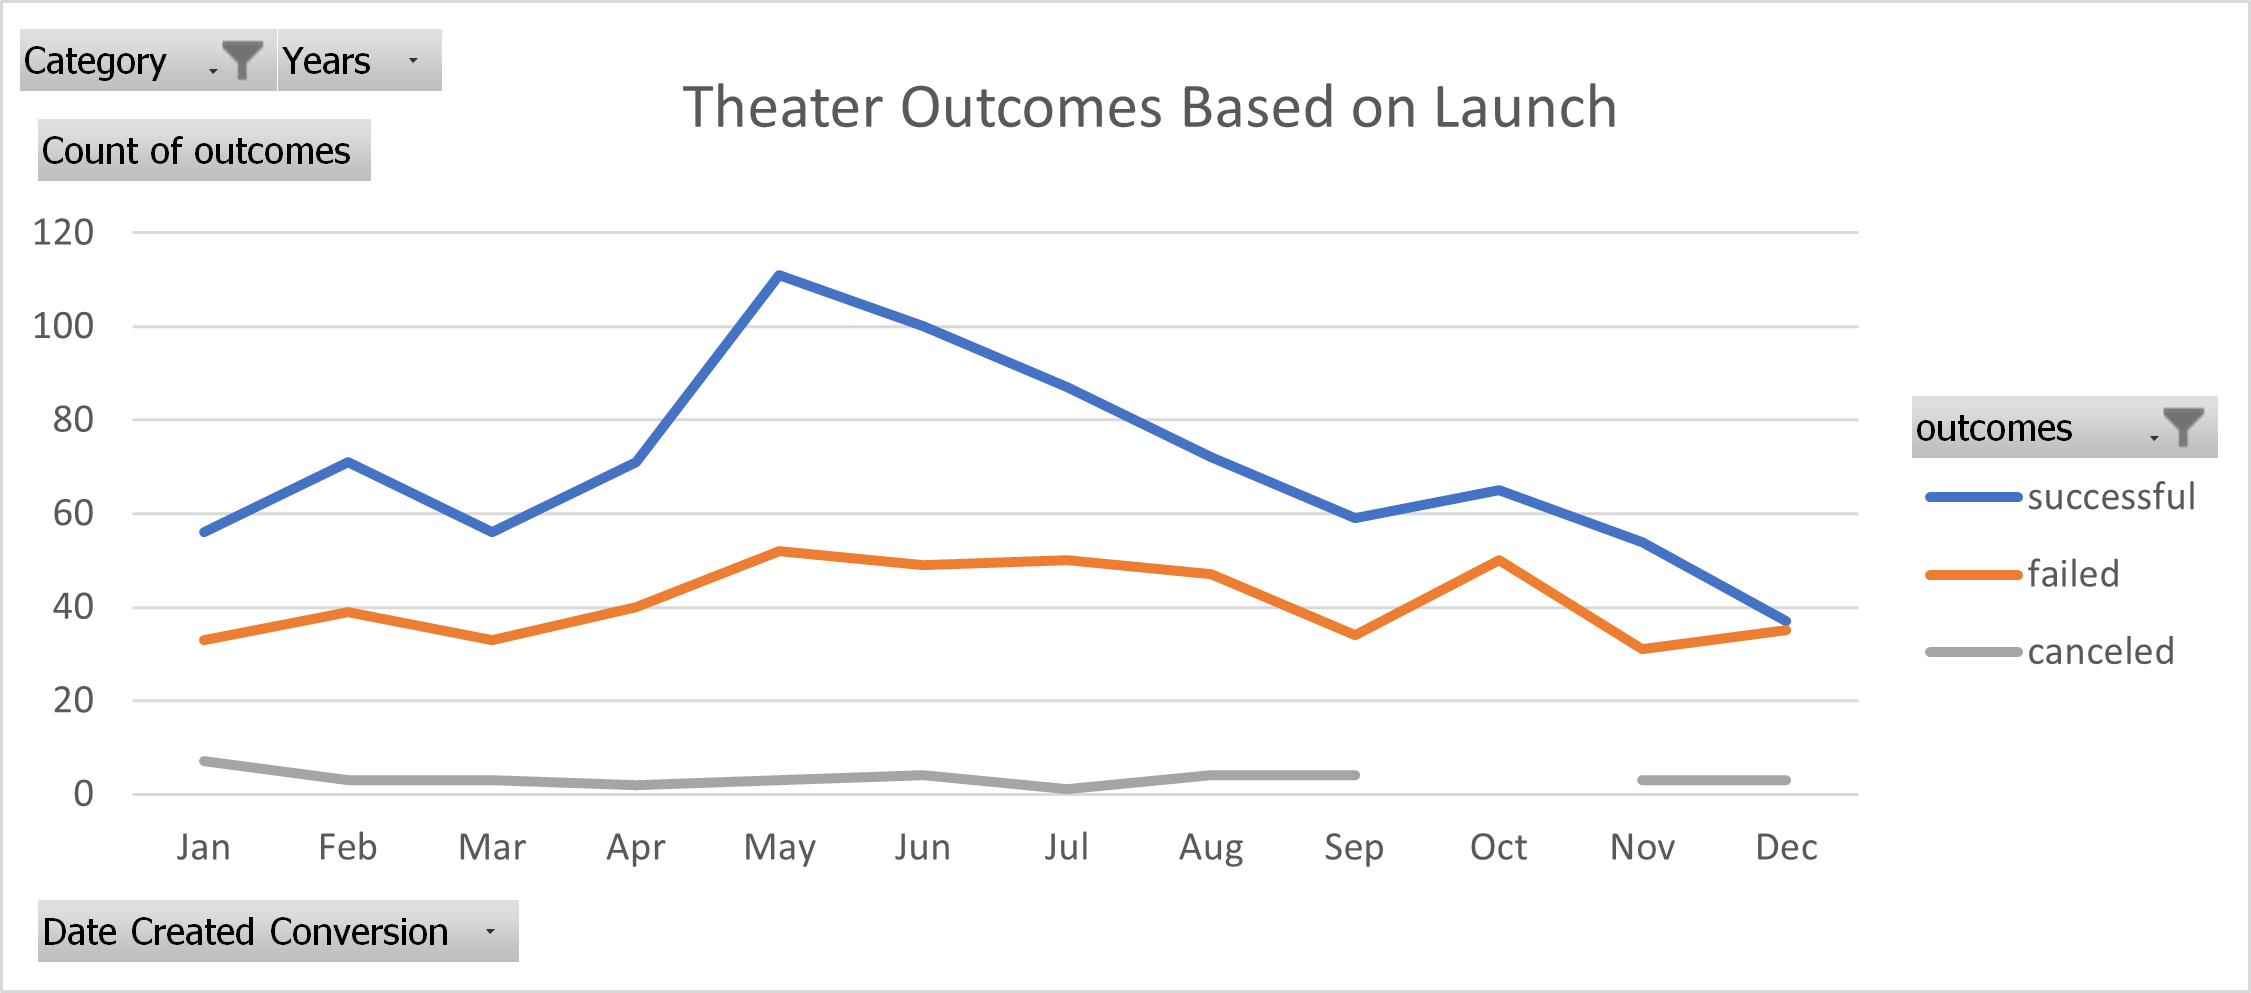 Category Years
Theater Outcomes Based on Launch
Count of outcomes
120
100
80
60
40
20
0
Jan Feb Mar Apr May Jun Jul Aug Sep Oct Nov Dec
outcomes
successful
failed
canceled
Date Created Conversion